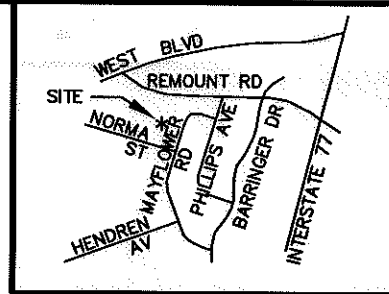 WEST BLVD
REMOUNT RD
SITE
NORMA ST
MAYFLOWER RD
PHILLIPS AVE
BARRINGER DR
INTERSTATE 77
HENDREN AV